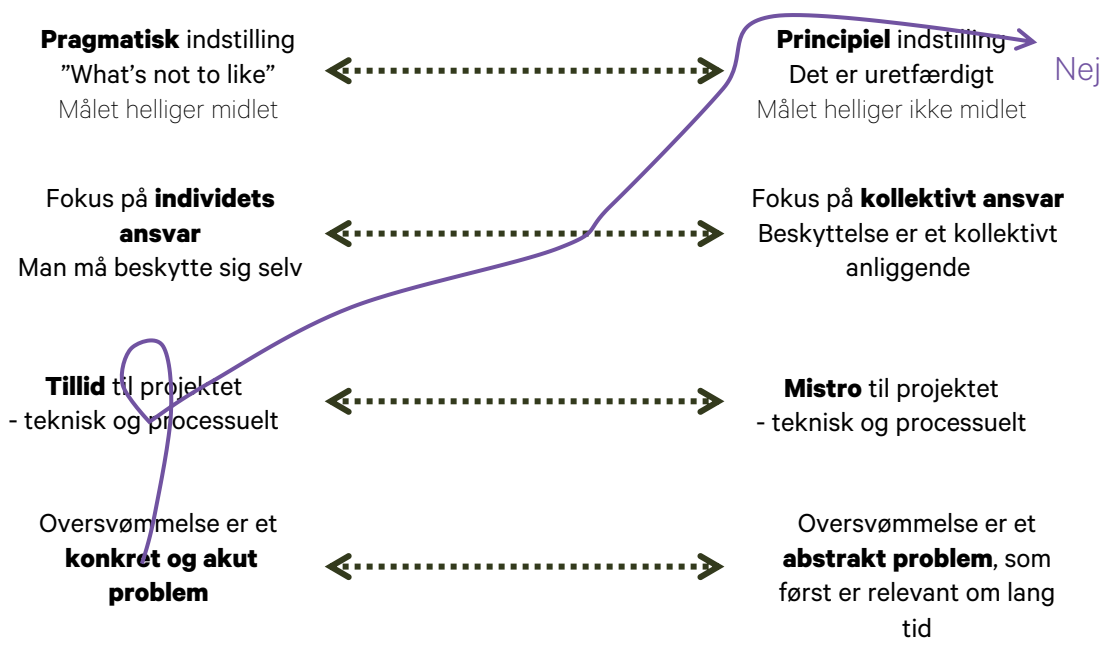 Pragmatisk indstilling
”What’s not to like”
Målet helliger midlet
Principiel indstilling
Det er uretfærdigt
Målet helliger ikke midlet
Nej
Fokus på individets
ansvar
Man må beskytte sig selv
Fokus på kollektivt ansvar
Beskyttelse er et kollektivt
anliggende
Tillid til projektet
- teknisk og processuelt
Mistro til projektet
- teknisk og processuelt
Oversvømmelse er et
konkret og akut
problem
Oversvømmelse er et
abstrakt problem, som
først er relevant om lang
tid